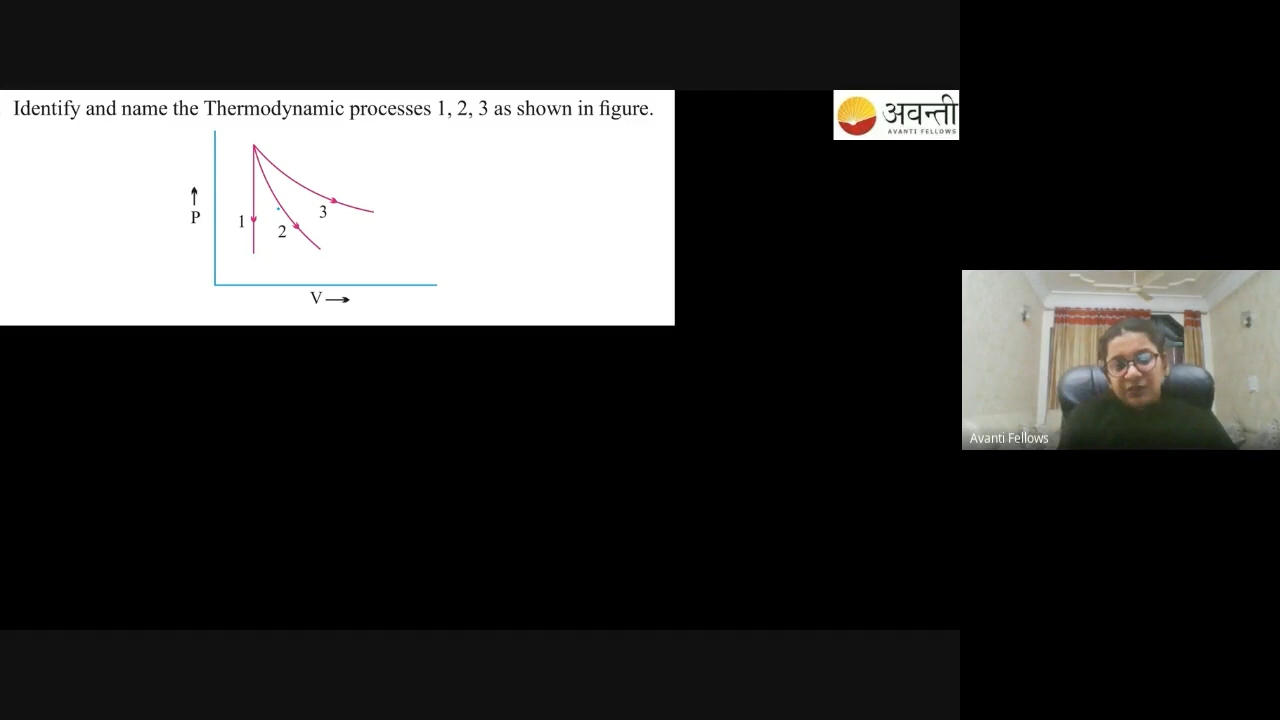 Identify and name the Thermodynamic processes 1, 2, 3 as shown in figure.
अवन्ती
AVANTI FELLOWS
P
1
2
3
V
Avanti Fellows